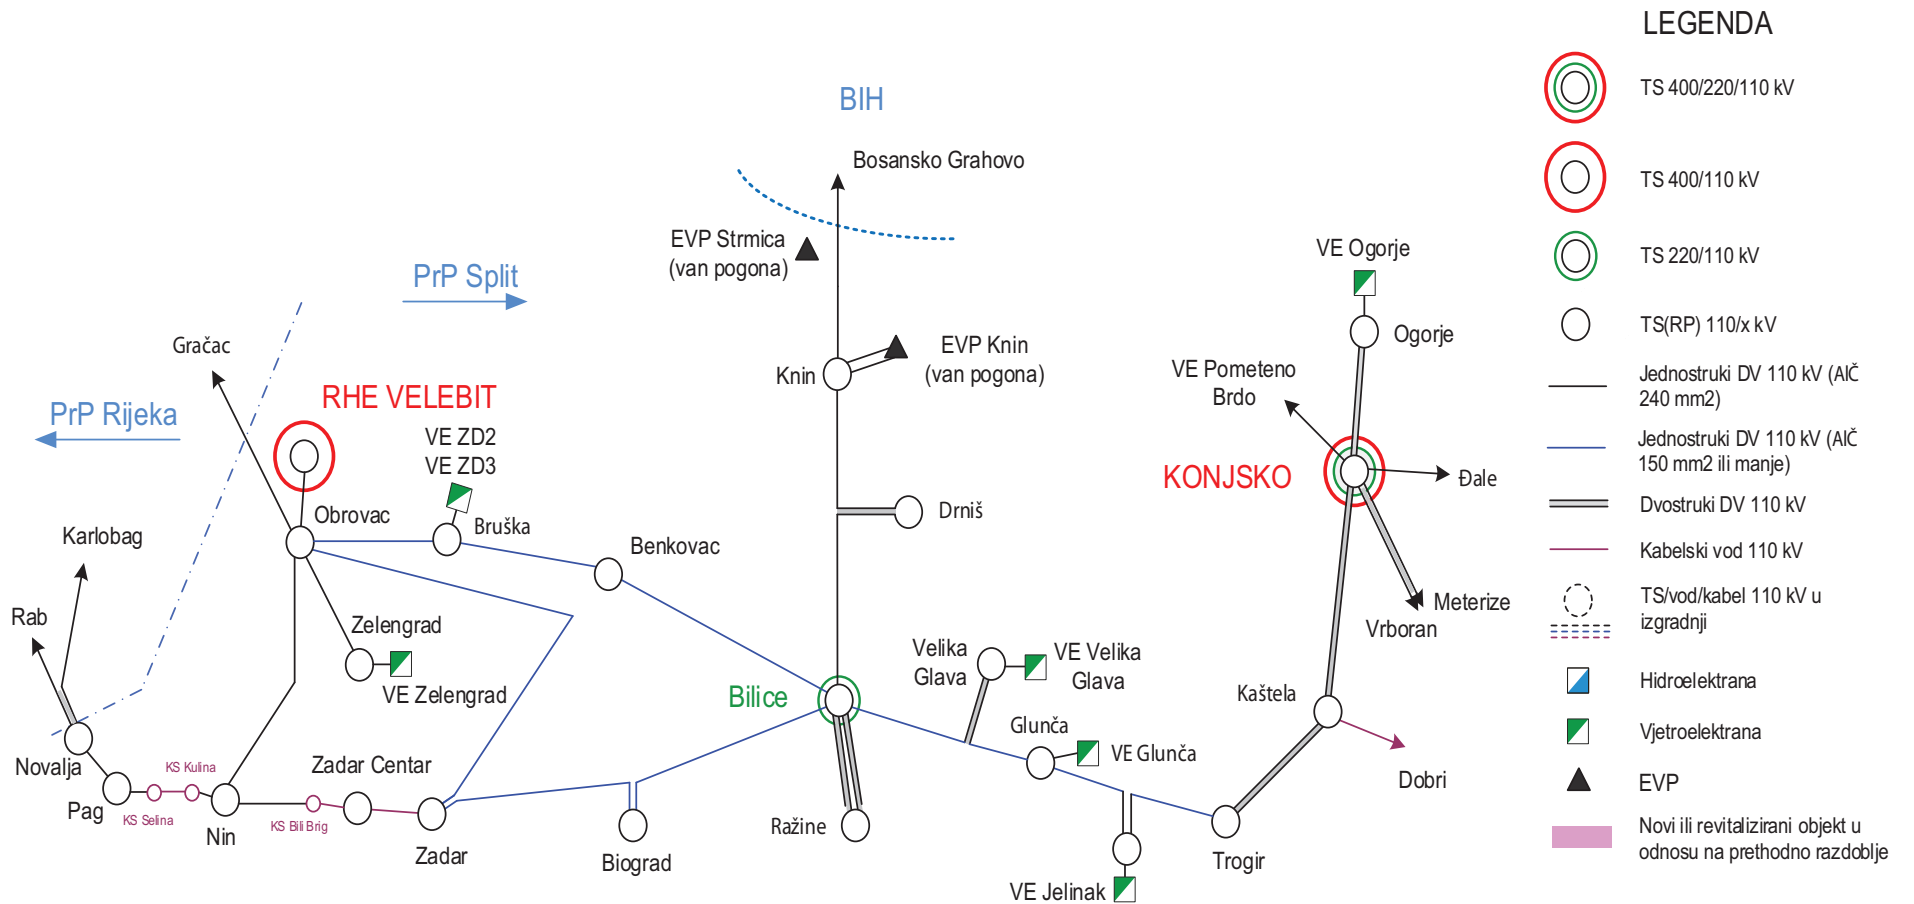 LEGENDA
TS 400/220/110 kV
TS 400/110 kV
TS 220/110 kV
TS(RP) 110/x kV
Jednostruki DV 110 kV (AlČ
240 mm2)
Jednostruki DV 110 kV (AlČ
150 mm2 ili manje)
Dvostruki DV 110 kV
Kabelski vod 110 kV
TS/vod/kabel 110 kV u
izgradnji
Hidroelektrana
Vjetroelektrana
EVP
Novi ili revitalizirani objekt u
odnosu na prethodno razdoblje
BIH
Bosansko Grahovo
EVP Strmica
(van pogona)
PrP Split
Gračac
PrP Rijeka
RHE VELEBIT
VE ZD2
VE ZD3
EVP Knin
(van pogona)
Knin
VE Ogorje
Ogorje
VE Pometeno
Brdo
KONJSKO
Đale
Meterize
Vrboran
Obrovac
Bruška
Benkovac
Drniš
Karlobag
Rab
Zelengrad
VE Zelengrad
Velika
Glava
VE Velika
Glava
Bilice
Kaštela
Glunča
VE Glunča
Dobri
Novalja
Pag
KS Kulina
KS Selina
Nin
Zadar Centar
KS Bili Brig
Zadar
Biograd
Ražine
Trogir
VE Jelinak